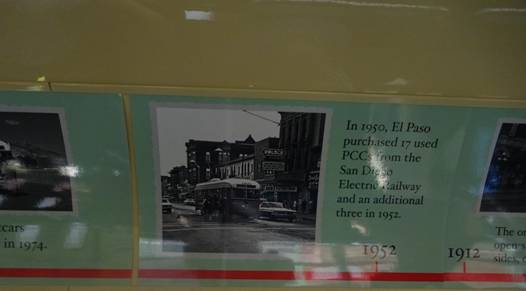 In 1950, El Paso
purchased 17 used
PCCs from the
San Diego
Electric Railway
and an additional
three in 1952.
cars
in 1974.
1952
1912
The
open
sides,